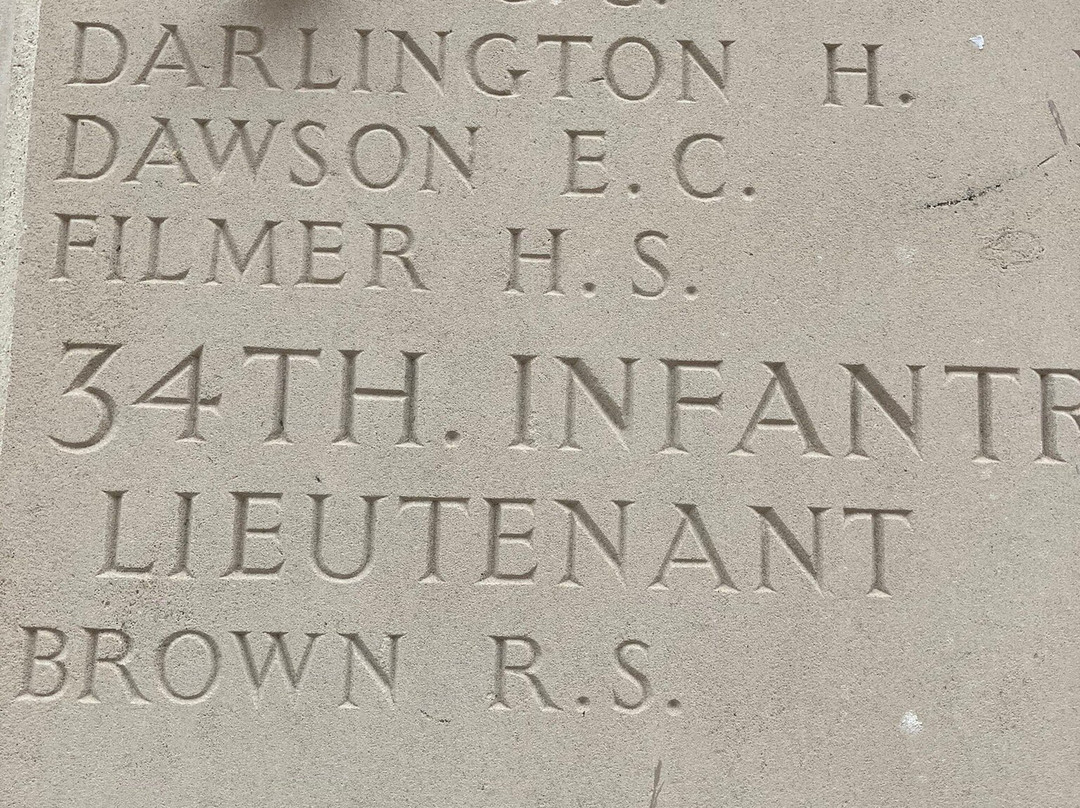 DARLINGTON H.
DAWSON E.C.
FILMER H.S.
34TH. INFANTR
LIEUTENANT
BROWN R.S.